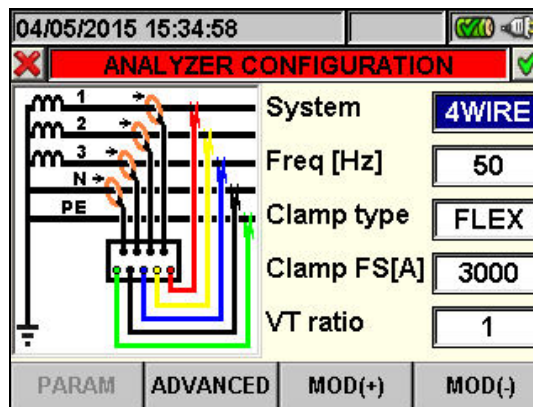 04/05/2015 15:34:58
ANALYZER CONFIGURATION
1
2
3
N
PE
System 4WIRE
Freq [Hz] 50
Clamp type FLEX
Clamp FS[A] 3000
VT ratio 1
PARAM ADVANCED MOD(+) MOD(-)